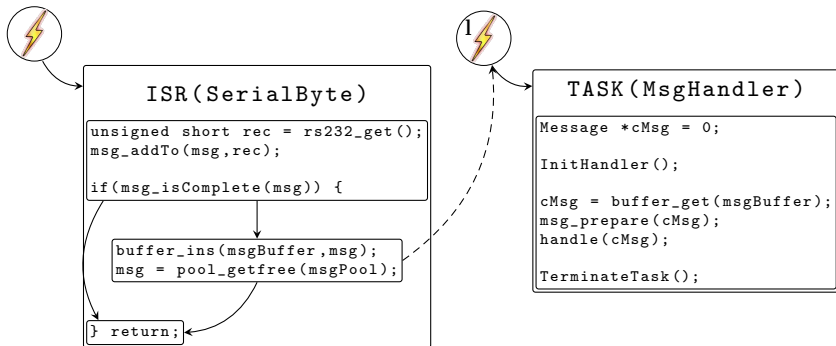 ISR(SerialByte)
unsigned short rec = rs232_get();
msg_addTo(msg,rec);
if(msg_isComplete(msg)) {
buffer_ins(msgBuffer,msg);
msg = pool_getfree(msgPool);
} return;
1
TASK(MsgHandler)
Message *cMsg = 0;
InitHandler();
cMsg = buffer_get(msgBuffer);
msg_prepare(cMsg);
handle(cMsg);
TerminateTask();